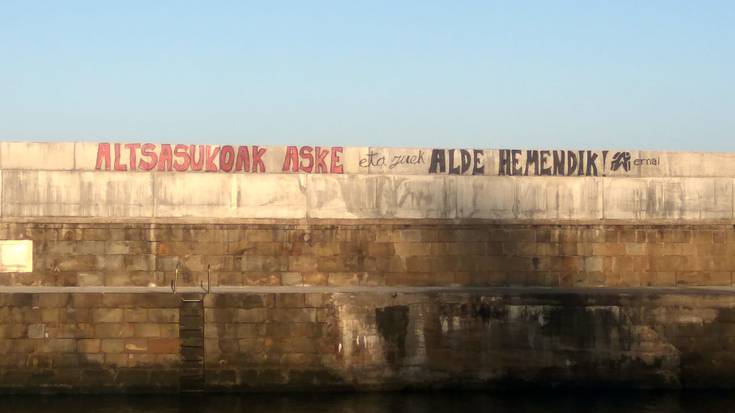 ALTSASUKOAK ASKE eta zuek ALDE HEMENDIK! ernai